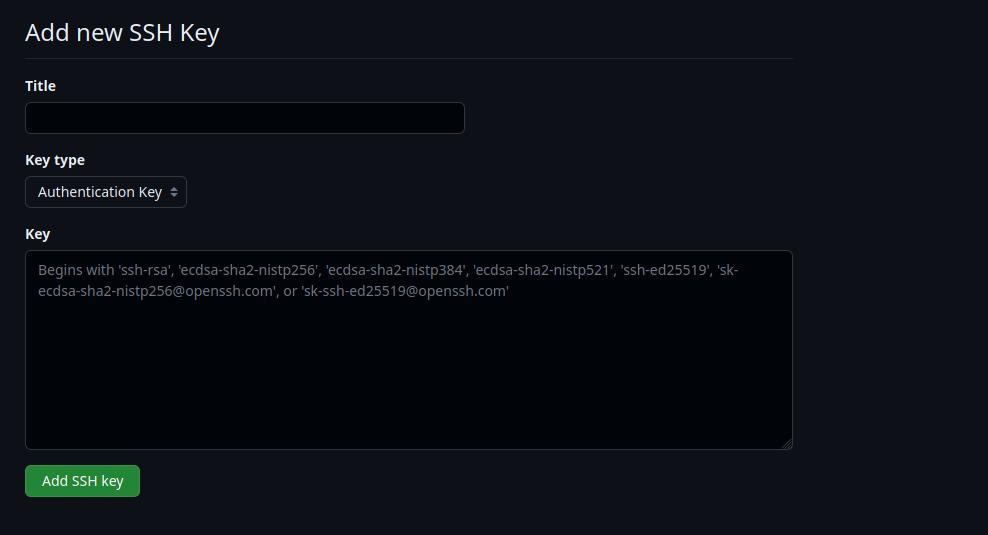 Add new SSH Key
Title
Key type
Authentication Key
Key
Begins with 'ssh-rsa', 'ecdsa-sha2-nistp256', 'ecdsa-sha2-nistp384', 'ecdsa-sha2-nistp521', 'ssh-ed25519', 'sk-
ecdsa-sha2-nistp256@openssh.com', or 'sk-ssh-ed25519@openssh.com'
Add SSH key